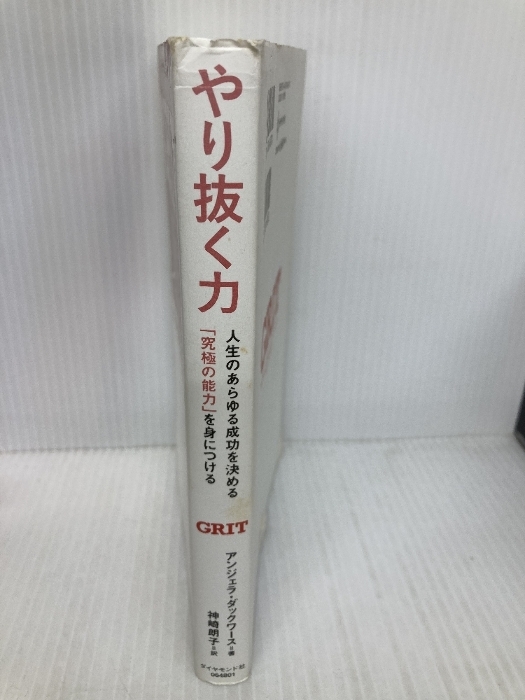 やり抜く力
人生のあらゆる成功を決める
「究極の能力」を身につける
GRIT
アンジェラ・ダックワース=著
神崎朗子=訳
ダイヤモンド社
064801